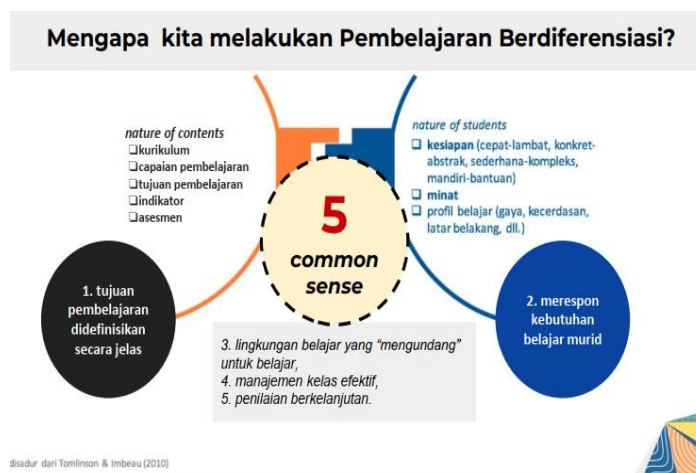 Mengapa kita melakukan Pembelajaran Berdiferensiasi?
nature of contents
❑kurikulum
❑capaian pembelajaran
❑tujuan pembelajaran
❑indikator
❑asesmen
nature of students
❑ kesiapan (cepat-lambat, konkret-
abstrak, sederhana-kompleks,
mandiri-bantuan)
❑ minat
❑ profil belajar (gaya, kecerdasan,
latar belakang, dll.)
5
common
sense
1. tujuan
pembelajaran
didefinisikan
secara jelas
2. merespon
kebutuhan
belajar murid
3. lingkungan belajar yang “mengundang”
untuk belajar,
4. manajemen kelas efektif,
5. penilaian berkelanjutan.
disadur dari Tomlinson & Imbeau (2010)